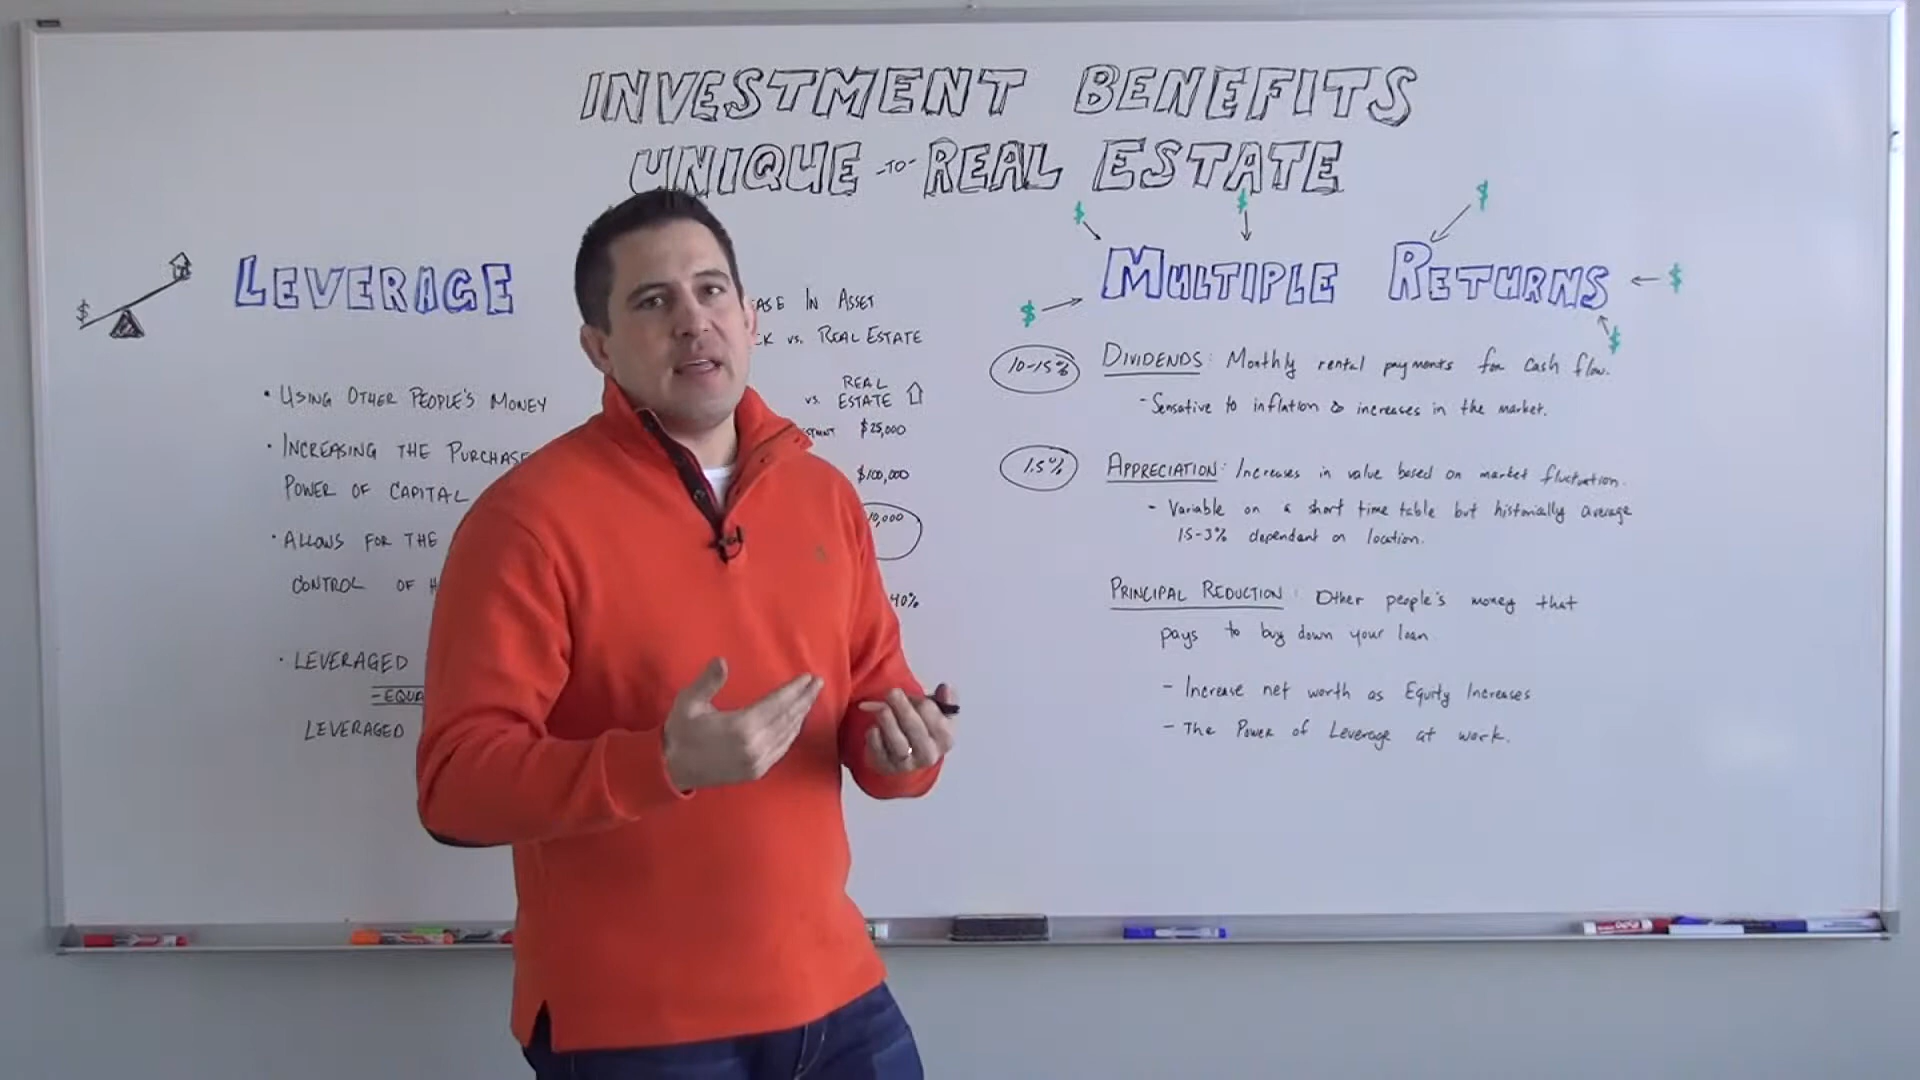 INVESTMENT BENEFITS
UNIQUE -TO- REAL ESTATE
$ $ $
LEVERAGE
$
MULTIPLE RETURNS
$ $ $
IN ASSET
vs. REAL ESTATE
REAL
vs. ESTATE
$25,000
$100,000
10,000
40%
• USING OTHER PEOPLE'S MONEY
• INCREASING THE PURCHASE
POWER OF CAPITAL
• ALLOWS FOR THE
CONTROL OF
• LEVERAGED
LEVERAGED
10-15% DIVIDENDS: Monthly rental payments for cash flow.
- Sensative to inflation & increases in the market.
1.5% APPRECIATION: Increases in value based on market fluctuation.
- Variable on a short time table but historically average
1.5-3% dependant on location.
PRINCIPAL REDUCTION: Other people's money that
pays to buy down your loan
- Increase net worth as Equity Increases
- The Power of Leverage at work.